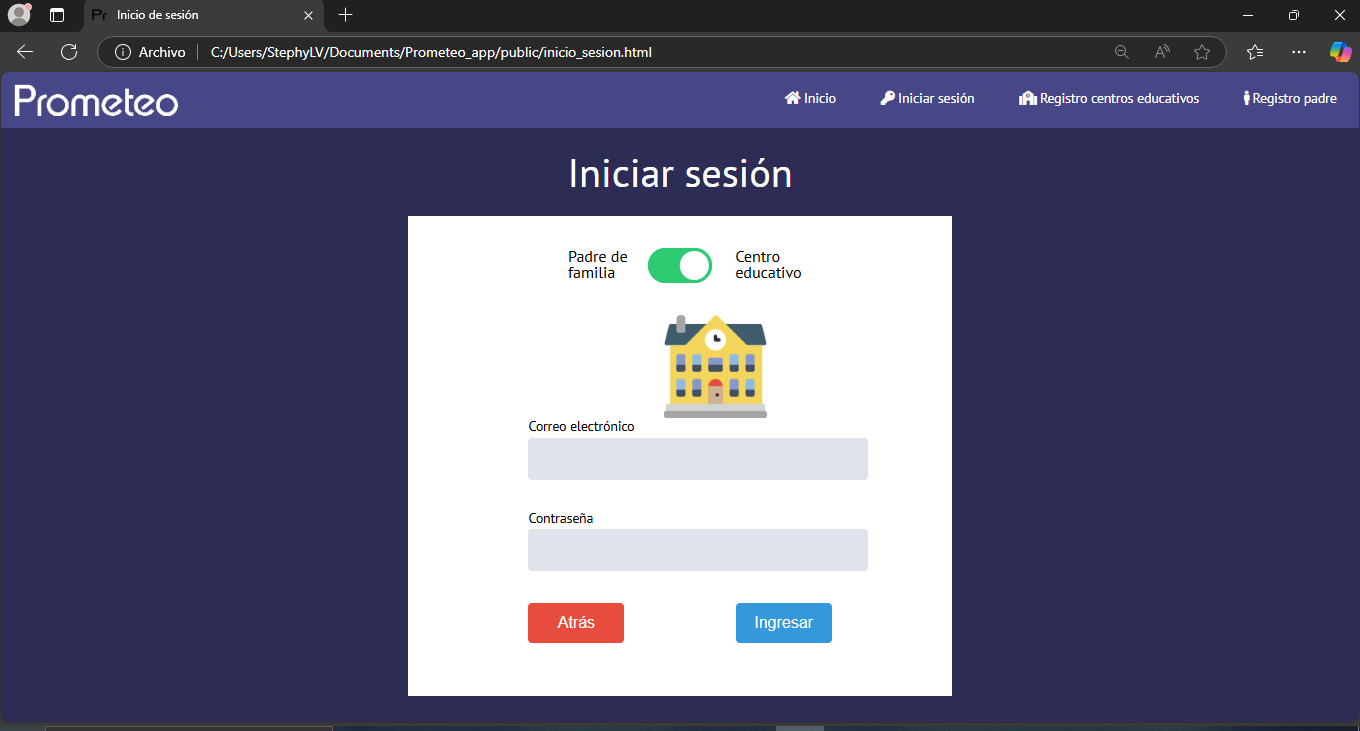 Pr Inicio de sesión
Archivo C:/Users/StephyLV/Documents/Prometeo_app/public/inicio_sesion.html
Prometeo Inicio Iniciar sesión Registro centros educativos Registro padre
Iniciar sesión
Padre de familia
Centro educativo
Correo electrónico
Contraseña
Atrás Ingresar